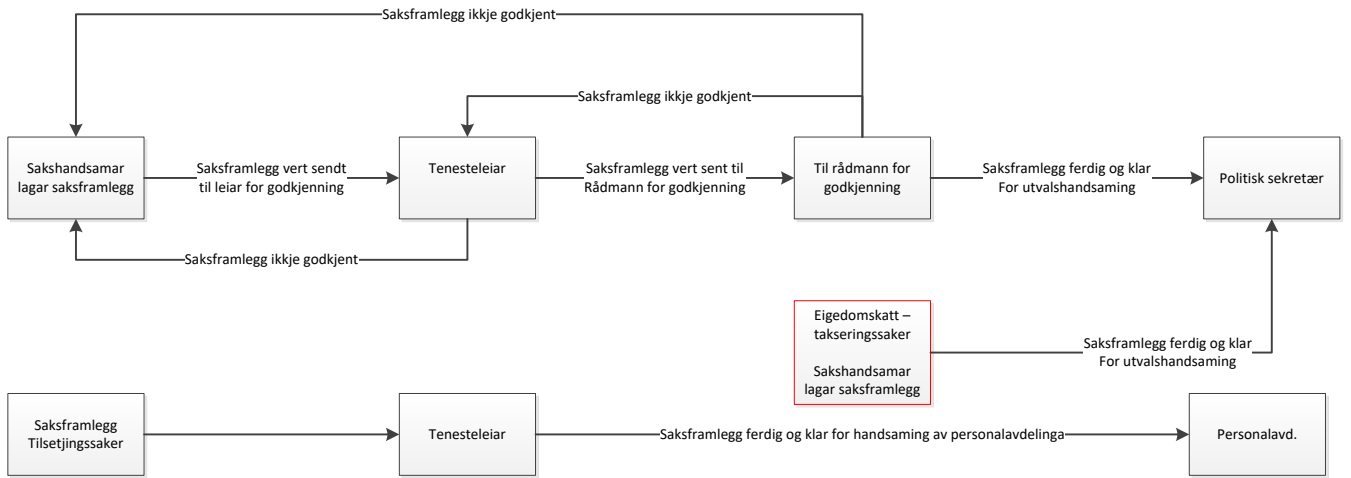 Saksframlegg ikkje godkjent
Saksframlegg ikkje godkjent
Sakshandsamar
lagar saksframlegg
Saksframlegg vert sendt
til leiar for godkjenning
Tenesteleiar
Saksframlegg vert sent til
Rådmann for godkjenning
Til rådmann for
godkjenning
Saksframlegg ferdig og klar
For utvalshandsaming
Politisk sekretær
Saksframlegg ikkje godkjent
Eigedomskatt –
takseringssaker
Sakshandsamar
lagar saksframlegg
Saksframlegg ferdig og klar
For utvalshandsaming
Saksframlegg
Tilsetjingssaker
Tenesteleiar
Saksframlegg ferdig og klar for handsaming av personalavdelinga
Personalavd.